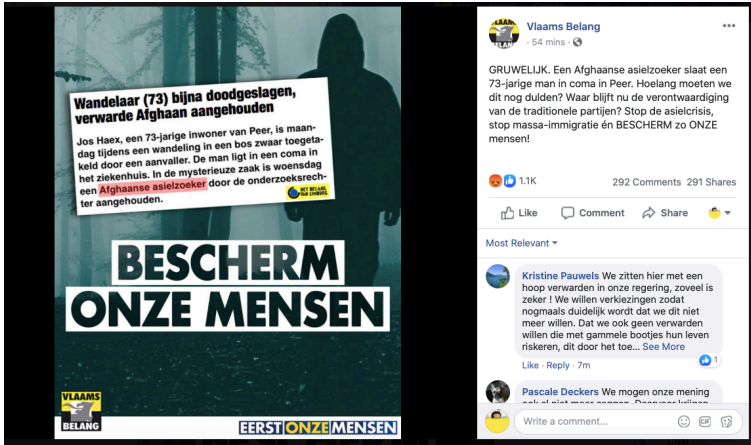 Wandelaar (73) bijna doodgeslagen,
verwarde Afghaan aangehouden
Jos Haex, een 73-jarige inwoner van Peer, is maan-
dag tijdens een wandeling in een bos zwaar toegeta-
keld door een aanvaller. De man ligt in een coma in
het ziekenhuis. In de mysterieuze zaak is woensdag
een Afghaanse asielzoeker door de onderzoeksrech-
ter aangehouden.
HET BELANG
VAN LIMBURG
BESCHERM
ONZE MENSEN
VLAAMS
BELANG
EERST ONZE MENSEN
Vlaams Belang
54 mins ·
GRUWELIJK. Een Afghaanse asielzoeker slaat een
73-jarige man in coma in Peer. Hoelang moeten we
dit nog dulden? Waar blijft nu de verontwaardiging
van de traditionele partijen? Stop de asielcrisis,
stop massa-immigratie én BESCHERM zo ONZE
mensen!
1.1K
292 Comments 291 Shares
Like Comment Share
Most Relevant
Kristine Pauwels We zitten hier met een
hoop verwarden in onze regering, zoveel is
zeker ! We willen verkiezingen zodat
nogmaals duidelijk wordt dat we dit niet
meer willen. Dat we ook geen verwarden
willen die met gammele bootjes hun leven
riskeren, dit door het toe... See More
1
Like · Reply · 7m
Pascale Deckers We mogen onze mening
Write a comment...
GIF